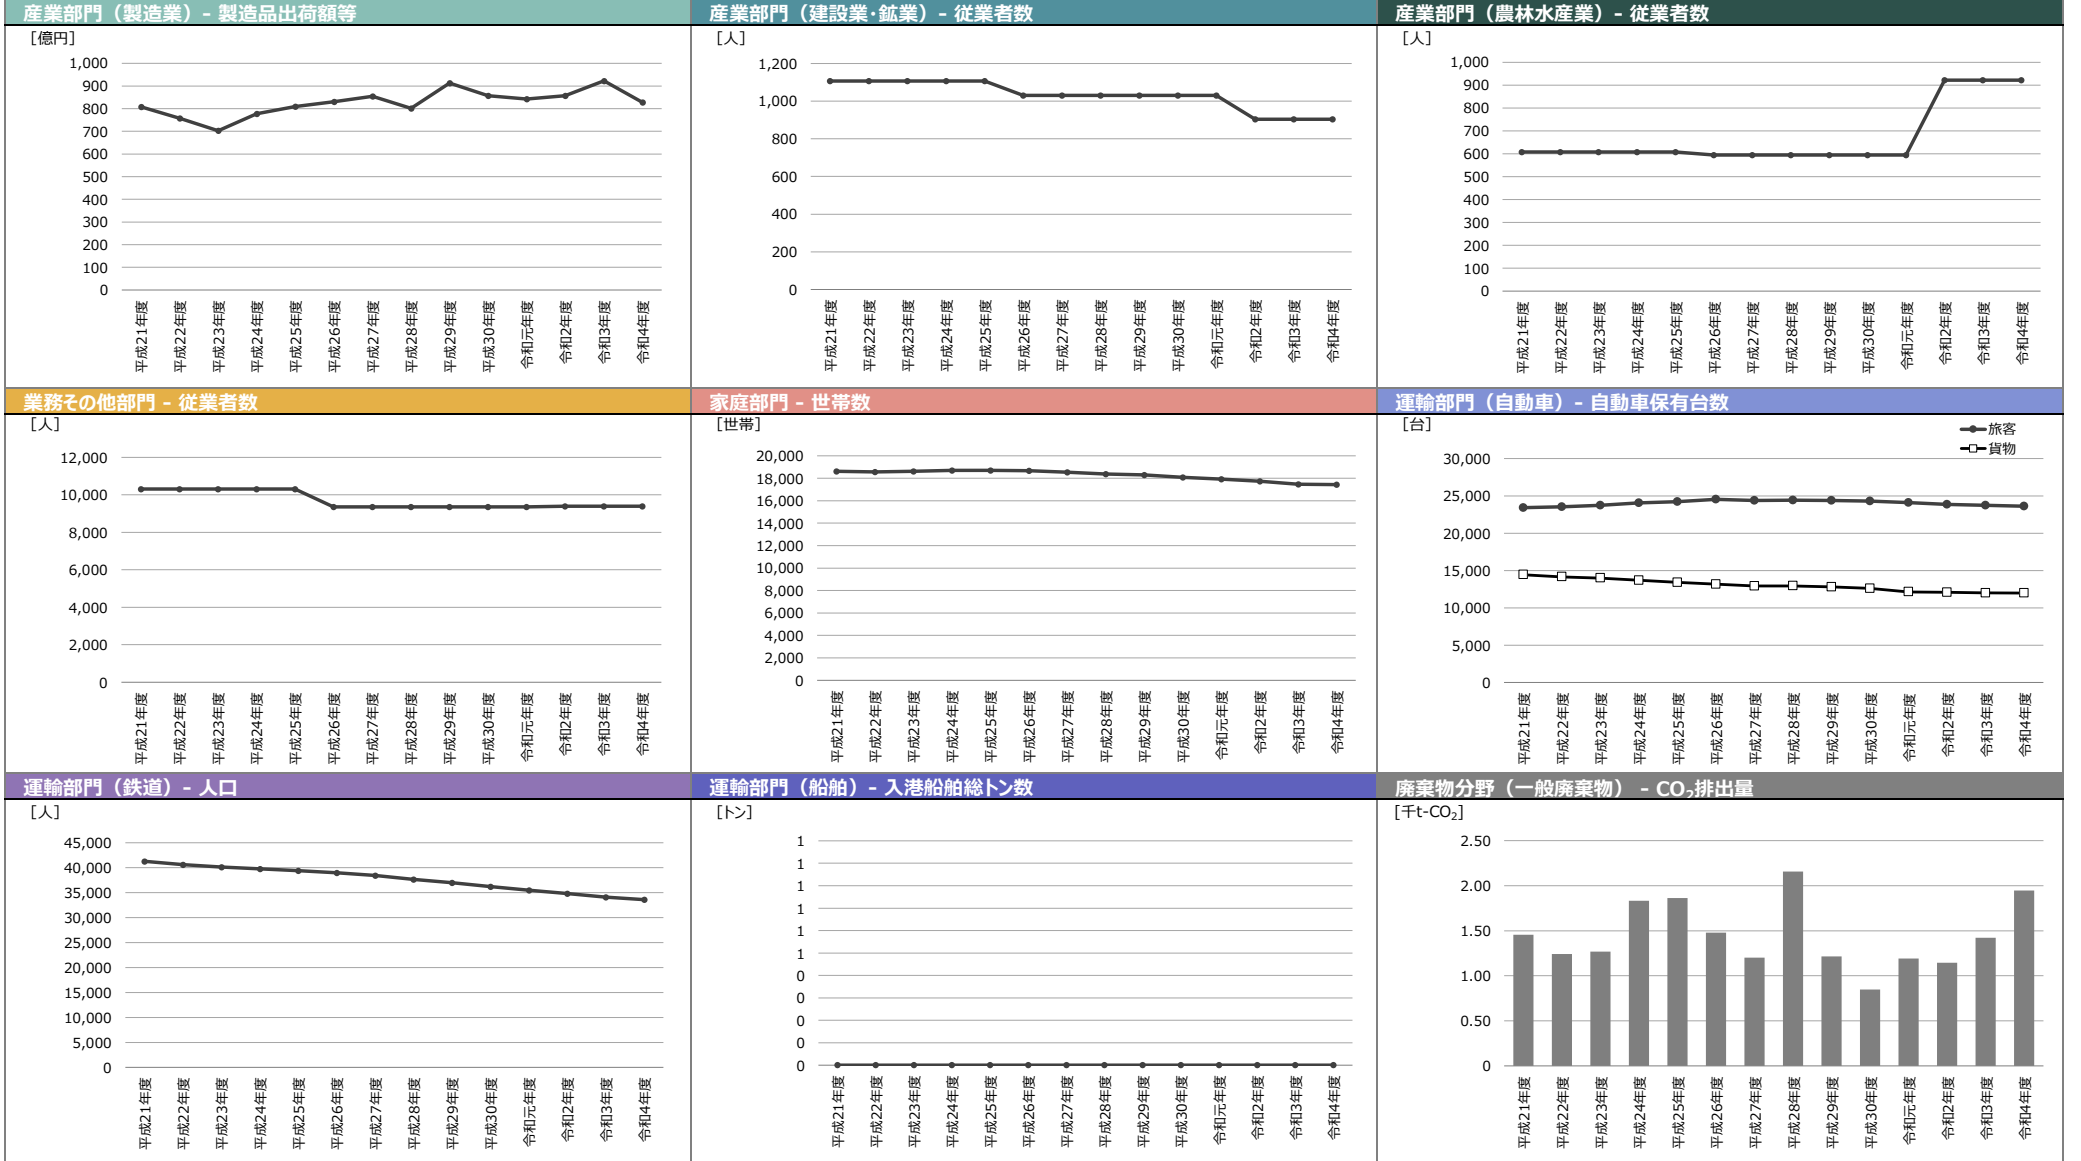 産業部門（製造業）- 製造品出荷額等
[億円]
1,000
900
800
700
600
500
400
300
200
100
0
平成21年度
平成22年度
平成23年度
平成24年度
平成25年度
平成26年度
平成27年度
平成28年度
平成29年度
平成30年度
令和元年度
令和2年度
令和3年度
令和4年度
産業部門（建設業･鉱業）- 従業者数
[人]
1,200
1,000
800
600
400
200
0
平成21年度
平成22年度
平成23年度
平成24年度
平成25年度
平成26年度
平成27年度
平成28年度
平成29年度
平成30年度
令和元年度
令和2年度
令和3年度
令和4年度
産業部門（農林水産業）- 従業者数
[人]
1,000
900
800
700
600
500
400
300
200
100
0
平成21年度
平成22年度
平成23年度
平成24年度
平成25年度
平成26年度
平成27年度
平成28年度
平成29年度
平成30年度
令和元年度
令和2年度
令和3年度
令和4年度
業務その他部門 - 従業者数
[人]
12,000
10,000
8,000
6,000
4,000
2,000
0
平成21年度
平成22年度
平成23年度
平成24年度
平成25年度
平成26年度
平成27年度
平成28年度
平成29年度
平成30年度
令和元年度
令和2年度
令和3年度
令和4年度
家庭部門 - 世帯数
[世帯]
20,000
18,000
16,000
14,000
12,000
10,000
8,000
6,000
4,000
2,000
0
平成21年度
平成22年度
平成23年度
平成24年度
平成25年度
平成26年度
平成27年度
平成28年度
平成29年度
平成30年度
令和元年度
令和2年度
令和3年度
令和4年度
運輸部門（自動車）- 自動車保有台数
[台]
旅客
貨物
30,000
25,000
20,000
15,000
10,000
5,000
0
平成21年度
平成22年度
平成23年度
平成24年度
平成25年度
平成26年度
平成27年度
平成28年度
平成29年度
平成30年度
令和元年度
令和2年度
令和3年度
令和4年度
運輸部門（鉄道）- 人口
[人]
45,000
40,000
35,000
30,000
25,000
20,000
15,000
10,000
5,000
0
平成21年度
平成22年度
平成23年度
平成24年度
平成25年度
平成26年度
平成27年度
平成28年度
平成29年度
平成30年度
令和元年度
令和2年度
令和3年度
令和4年度
運輸部門（船舶）- 入港船舶総トン数
[トン]
1
1
1
1
1
1
0
0
0
0
0
平成21年度
平成22年度
平成23年度
平成24年度
平成25年度
平成26年度
平成27年度
平成28年度
平成29年度
平成30年度
令和元年度
令和2年度
令和3年度
令和4年度
廃棄物分野（一般廃棄物） - CO₂排出量
[千t-CO₂]
2.50
2.00
1.50
1.00
0.50
0
平成21年度
平成22年度
平成23年度
平成24年度
平成25年度
平成26年度
平成27年度
平成28年度
平成29年度
平成30年度
令和元年度
令和2年度
令和3年度
令和4年度